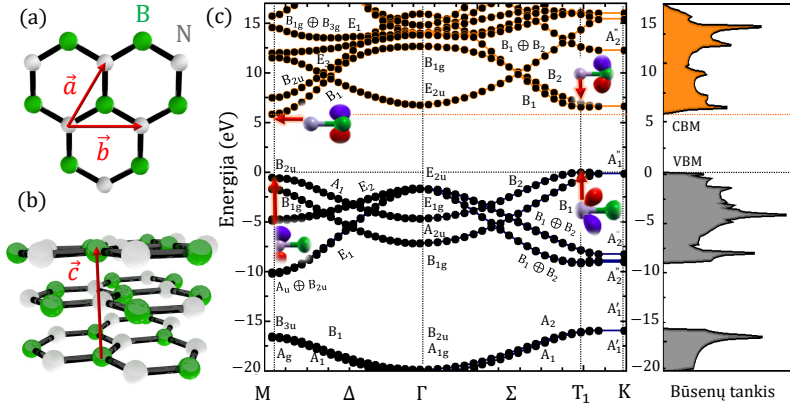 (a)
B
N
a
b
(b)
c
(c)
Energija (eV)
15
10
5
0
−5
−10
−15
−20
B₁g ⊕ B₃g
E₁
E₃
B₂u
B₁
B₁g
E₂u
B₁ ⊕ B₂
B₂
B₁
A₂"
B₂u
A₁
E₂
B₁g
E₁
Aᵤ ⊕ B₂u
E₂u
E₁g
A₂u
B₁g
B₂
B₁
B₁ ⊕ B₂
B₁ ⊕ B₂
A₁"
A₂"
A₂"
B₃u
B₁
Ag
A₁
B₂u
A₁g
A₂
A₁
A₁'
A₁'
M
Δ
Γ
Σ
T₁
K
CBM
VBM
Būsenų tankis